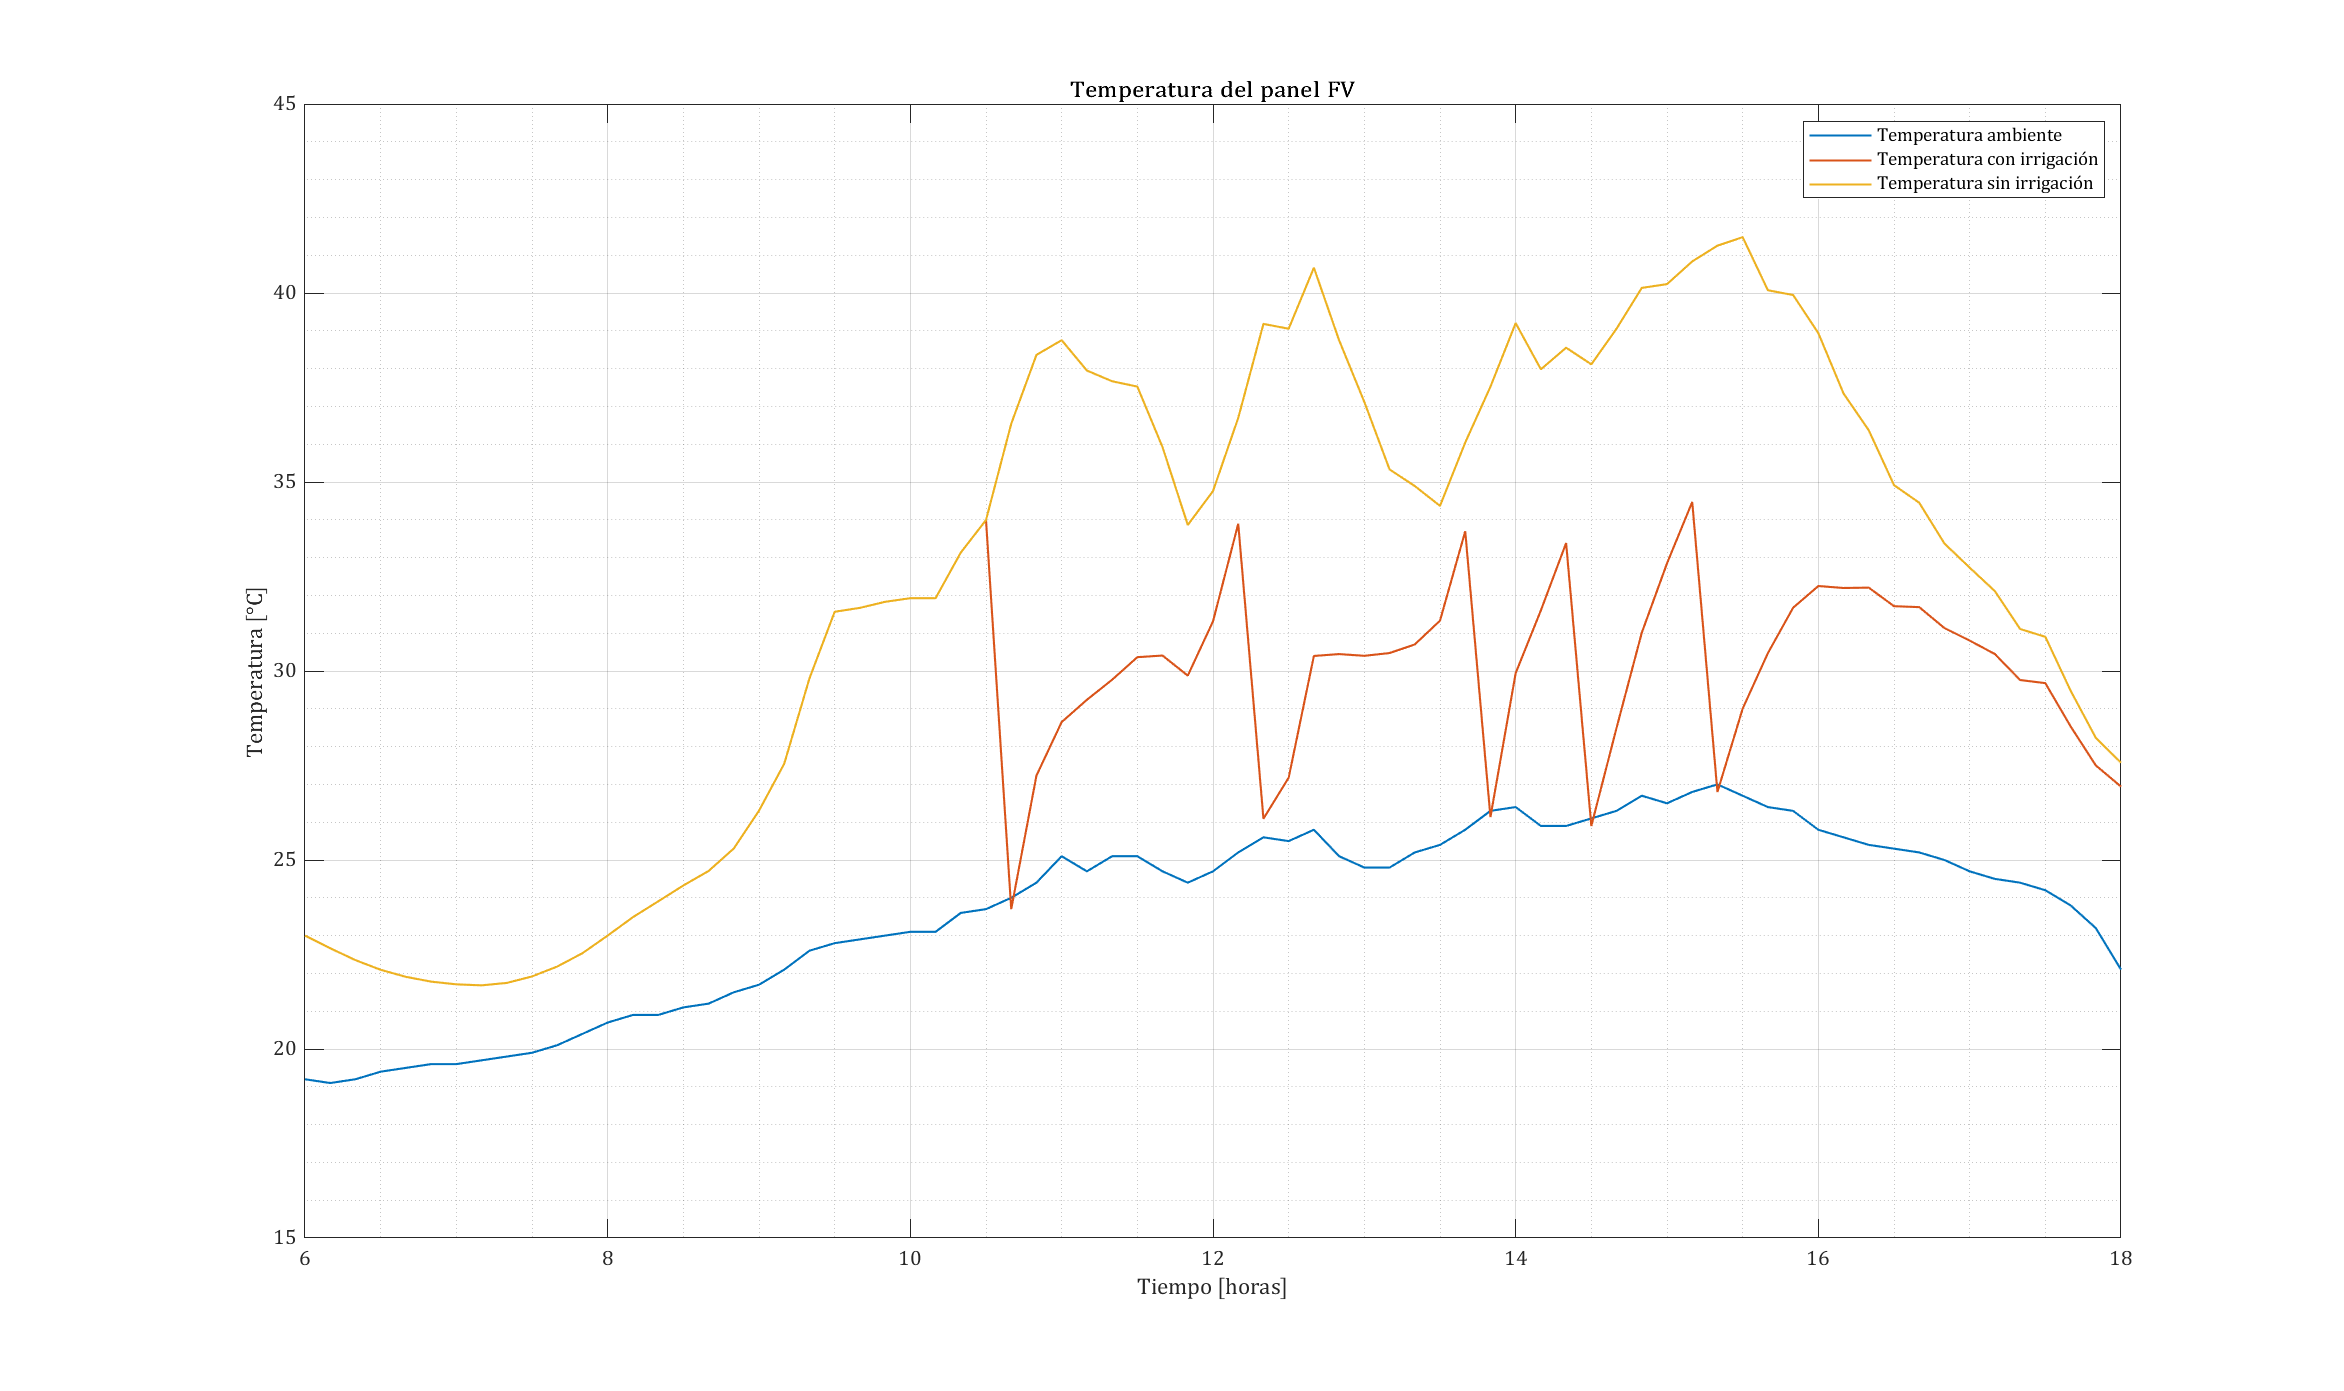 Temperatura del panel FV
45
40
35
30
25
20
15
Temperatura [°C]
Temperatura ambiente
Temperatura con irrigación
Temperatura sin irrigación
6 8 10 12 14 16 18
Tiempo [horas]